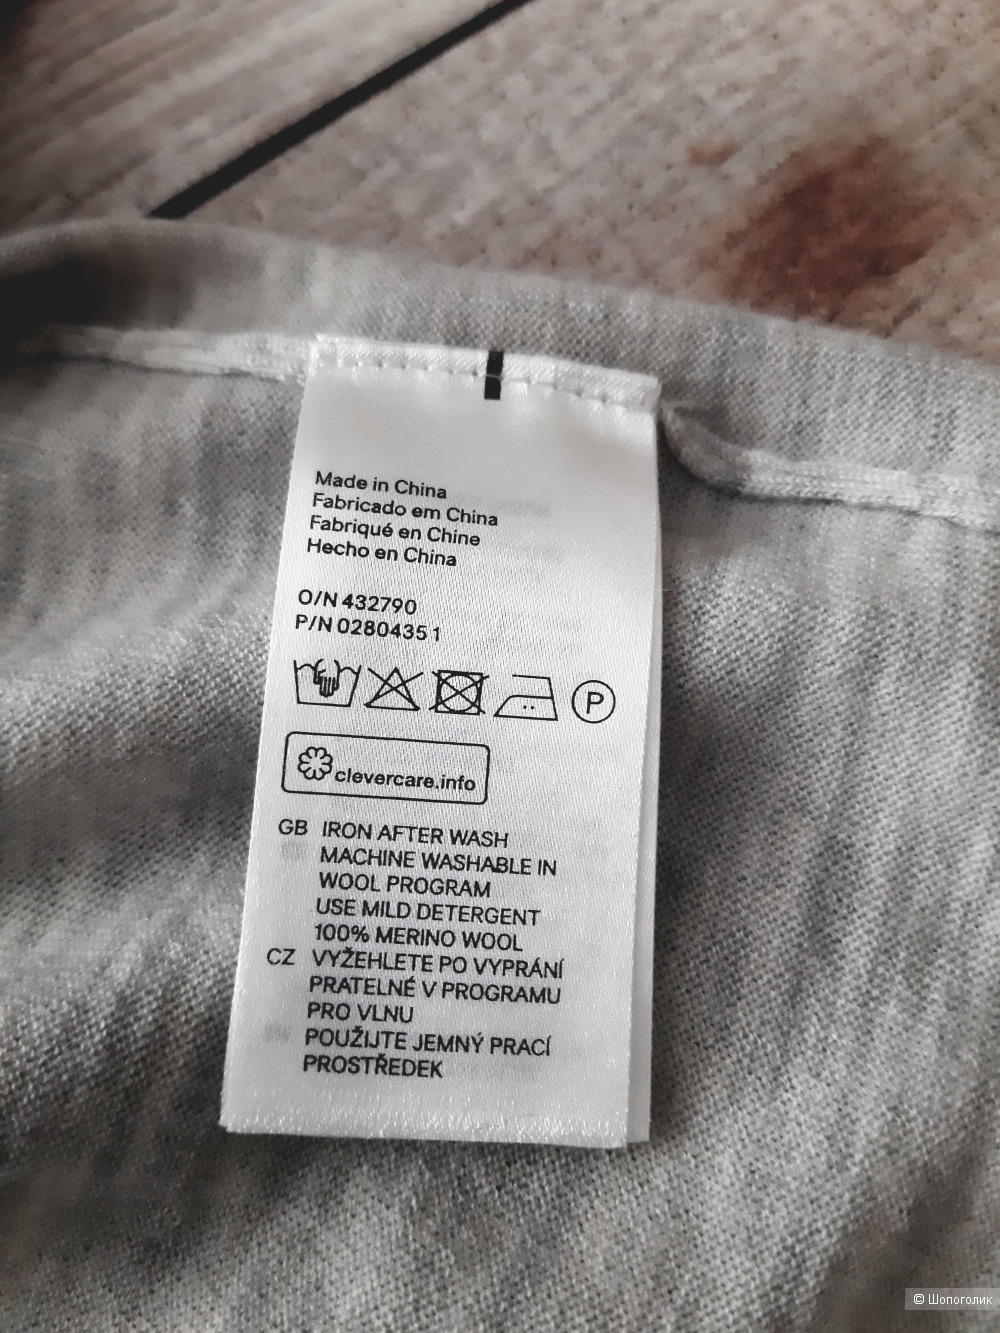 Made in China
Fabricado em China
Fabriqué en Chine
Hecho en China
O/N 432790
P/N 02804351
P
clevercare.info
GB IRON AFTER WASH
MACHINE WASHABLE IN
WOOL PROGRAM
USE MILD DETERGENT
100% MERINO WOOL
CZ VYŽEHLETE PO VYPRÁNÍ
PRATELNÉ V PROGRAMU
PRO VLNU
POUŽIJTE JEMNÝ PRACÍ
PROSTŘEDEK
© Шопоголик